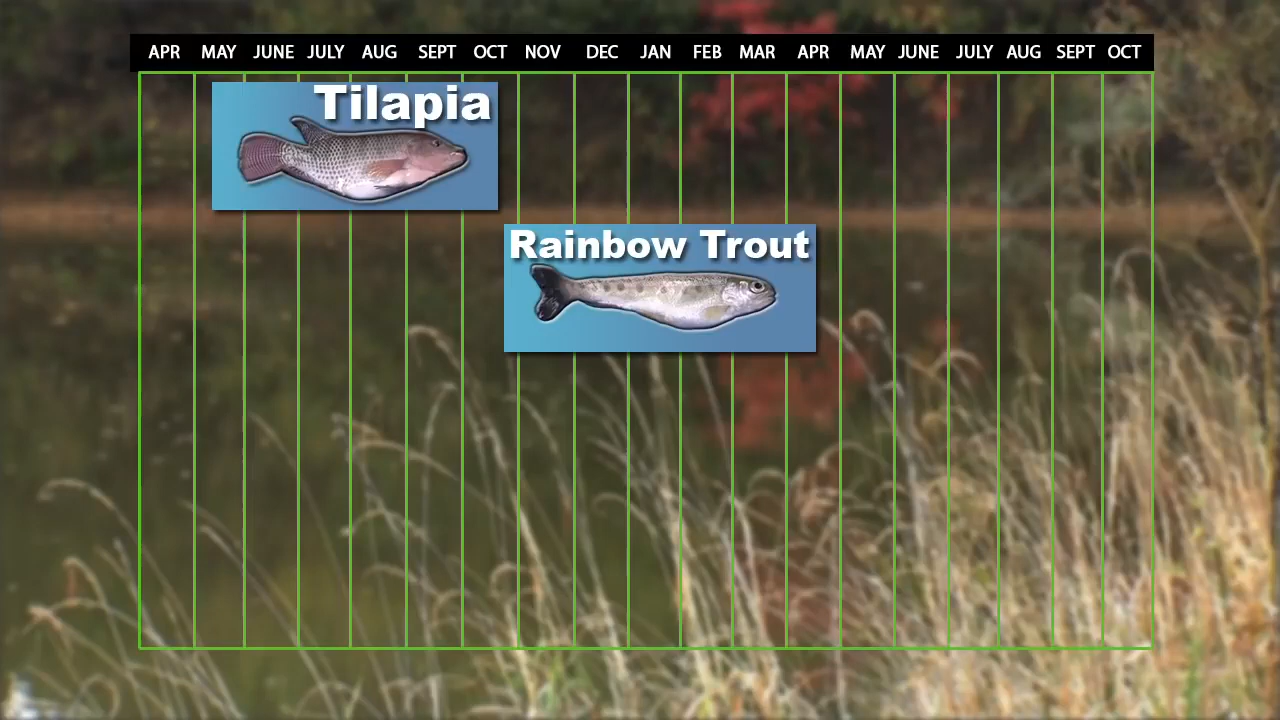 APR MAY JUNE JULY AUG SEPT OCT NOV DEC JAN FEB MAR APR MAY JUNE JULY AUG SEPT OCT
Tilapia
Rainbow Trout